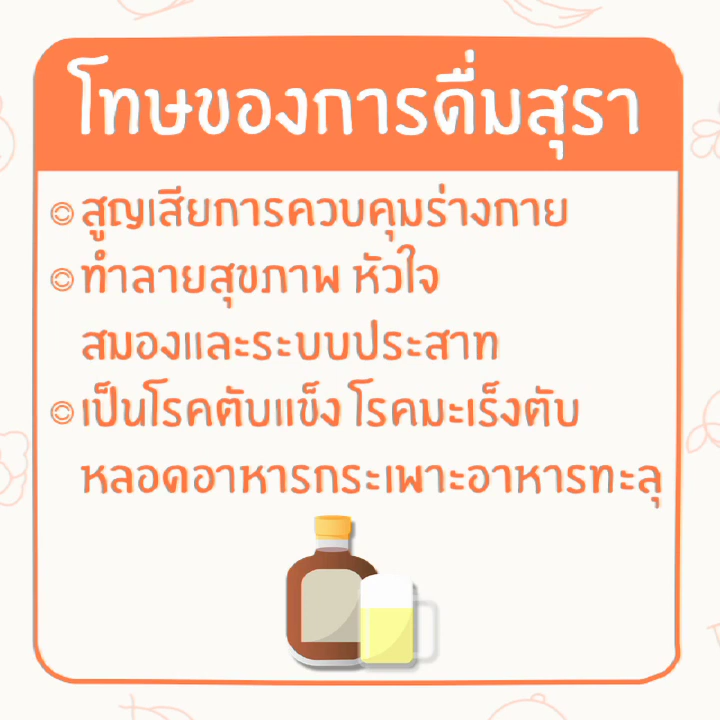 โทษของการดื่มสุรา
สูญเสียการควบคุมร่างกาย
ทำลายสุขภาพ หัวใจ
สมองและระบบประสาท
เป็นโรคตับแข็ง โรคมะเร็งตับ
หลอดอาหารกระเพาะอาหารทะลุ